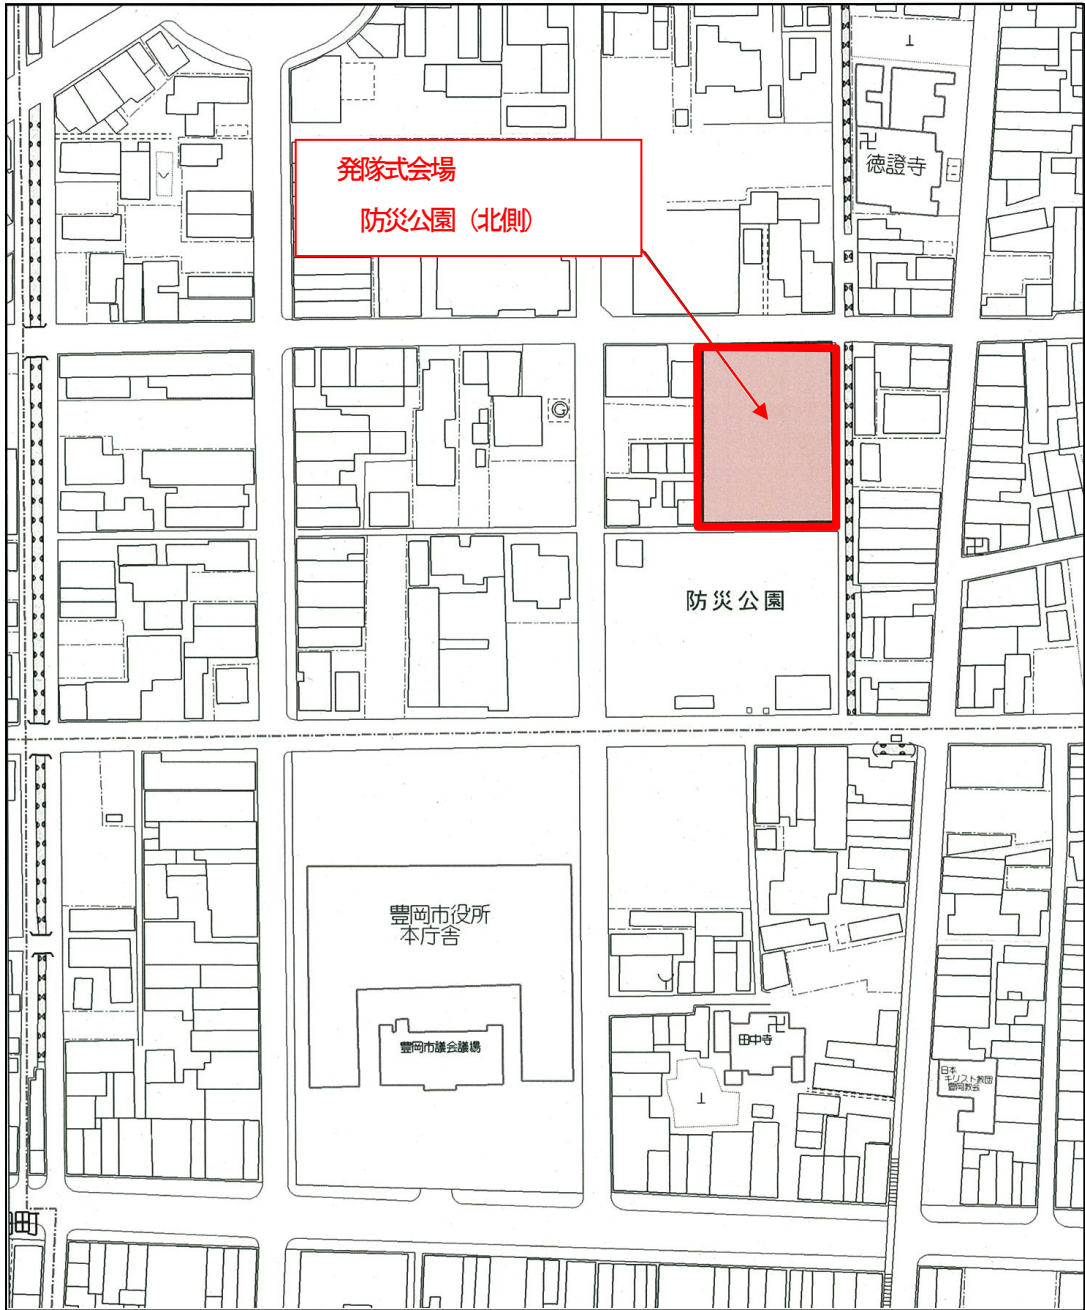 徳證寺
発隊式会場
防災公園（北側）
防災公園
豊岡市役所
本庁舎
豊岡市議会議場
田中寺
日本
キリスト教団
豊岡教会
田